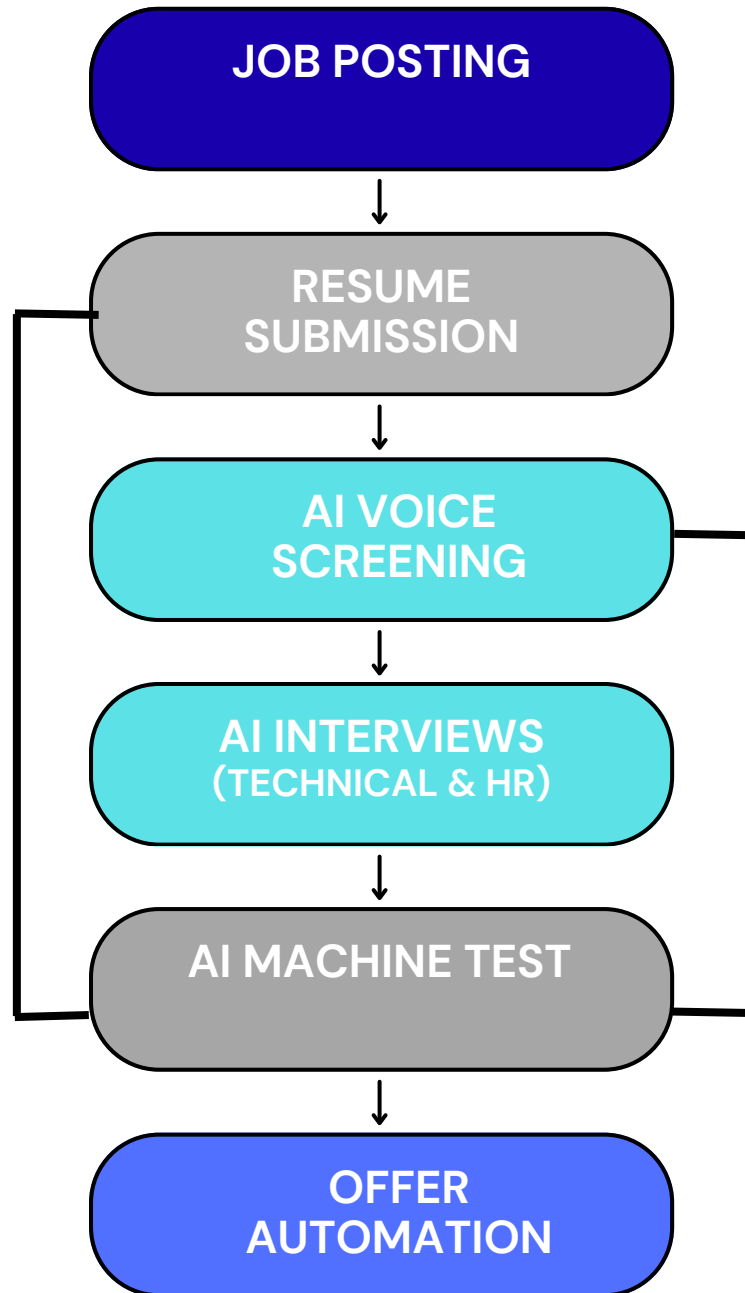 JOB POSTING
RESUME
SUBMISSION
AI VOICE
SCREENING
AI INTERVIEWS
(TECHNICAL & HR)
AI MACHINE TEST
OFFER
AUTOMATION